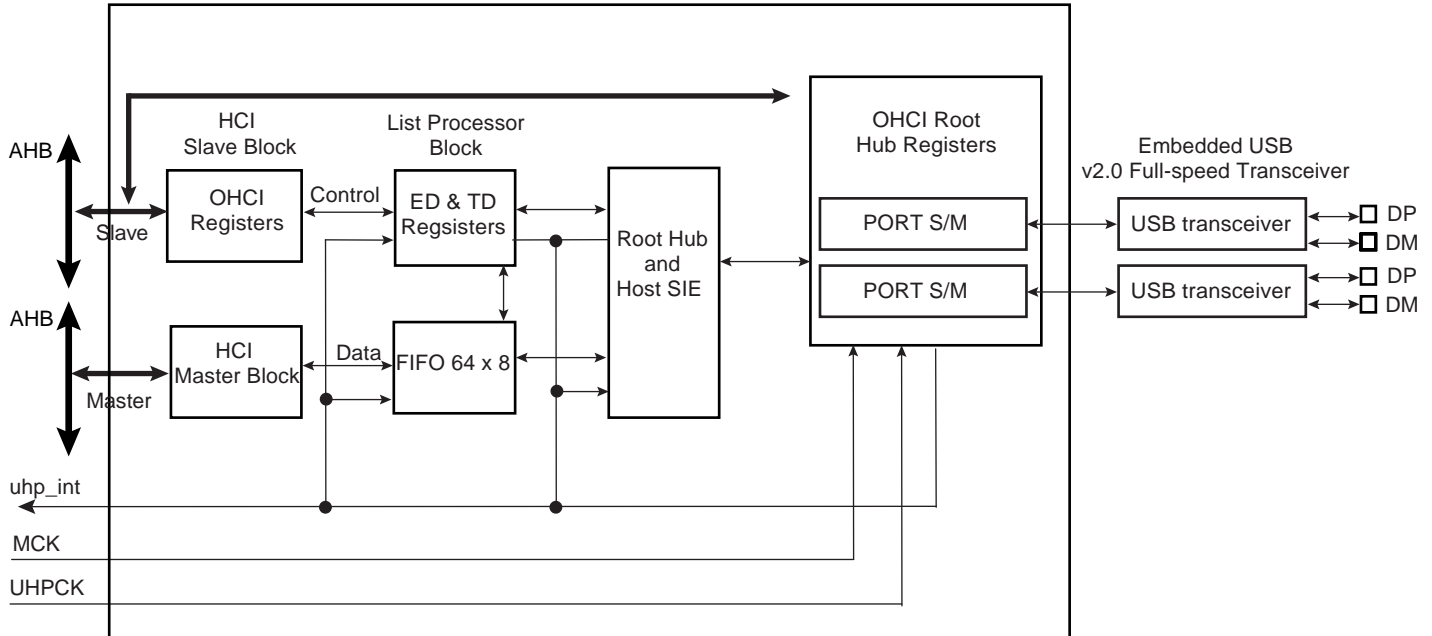 HCI
Slave Block
List Processor
Block
OHCI Root
Hub Registers
Embedded USB
v2.0 Full-speed Transceiver
AHB
Slave
OHCI
Registers
Control
ED & TD
Regsisters
Root Hub
and
Host SIE
PORT S/M
USB transceiver
DP
DM
PORT S/M
USB transceiver
DP
DM
AHB
Master
HCI
Master Block
Data
FIFO 64 x 8
uhp_int
MCK
UHPCK